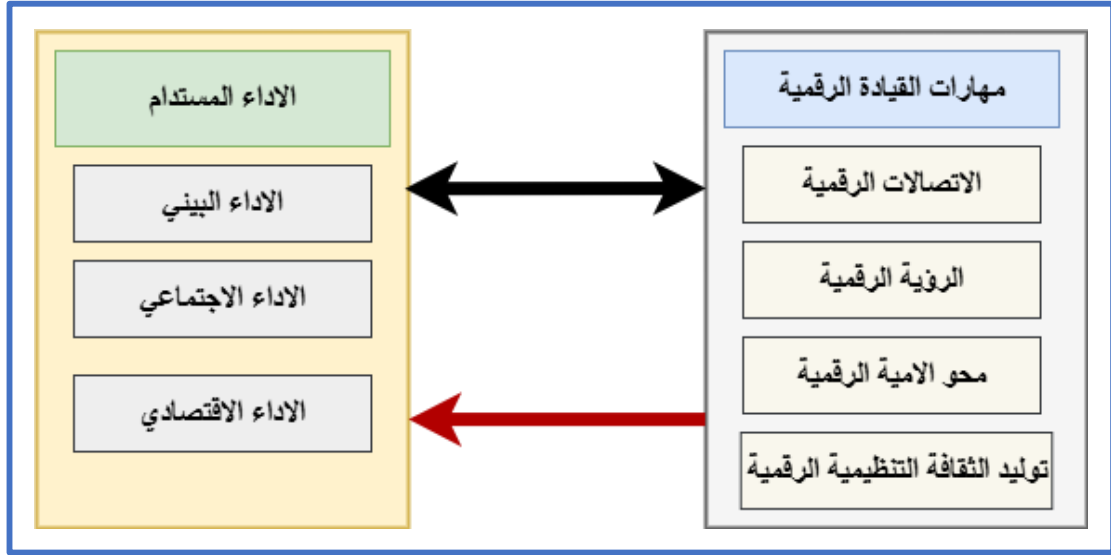 مهارات القيادة الرقمية
الاتصالات الرقمية
الرؤية الرقمية
محو الامية الرقمية
توليد الثقافة التنظيمية الرقمية
الاداء المستدام
الاداء البيئي
الاداء الاجتماعي
الاداء الاقتصادي